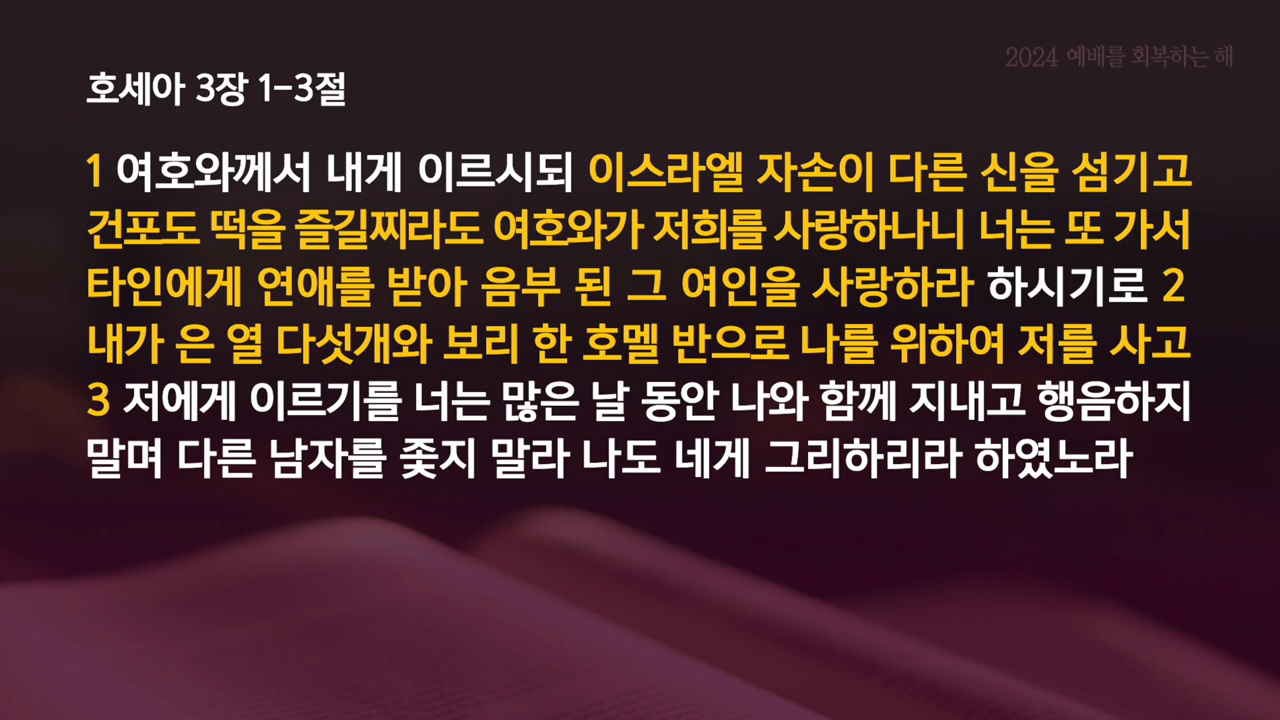 2024 예배를 회복하는 해
호세아 3장 1-3절
1 여호와께서 내게 이르시되 이스라엘 자손이 다른 신을 섬기고
건포도 떡을 즐길찌라도 여호와가 저희를 사랑하나니 너는 또 가서
타인에게 연애를 받아 음부 된 그 여인을 사랑하라 하시기로 2
내가 은 열 다섯개와 보리 한 호멜 반으로 나를 위하여 저를 사고
3 저에게 이르기를 너는 많은 날 동안 나와 함께 지내고 행음하지
말며 다른 남자를 좇지 말라 나도 네게 그리하리라 하였노라